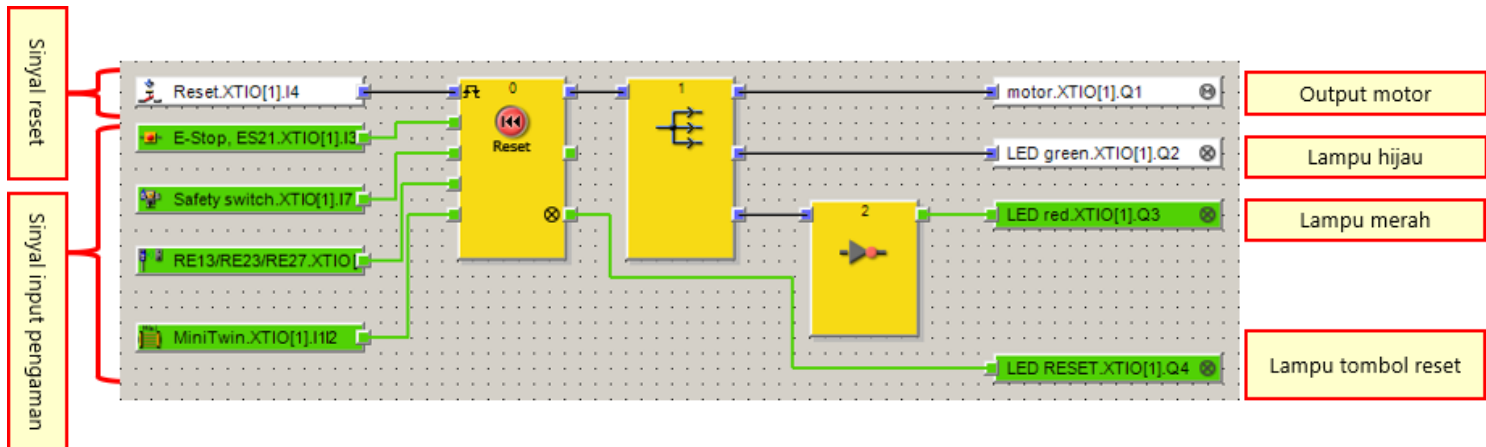 Sinyal reset
Sinyal input pengaman
Reset.XTIO[1].I4
E-Stop, ES21.XTIO[1].I3
Safety switch.XTIO[1].I7
RE13/RE23/RE27.XTIO[
MiniTwin.XTIO[1].I1I2
0
Reset
1
2
motor.XTIO[1].Q1
LED green.XTIO[1].Q2
LED red.XTIO[1].Q3
LED RESET.XTIO[1].Q4
Output motor
Lampu hijau
Lampu merah
Lampu tombol reset